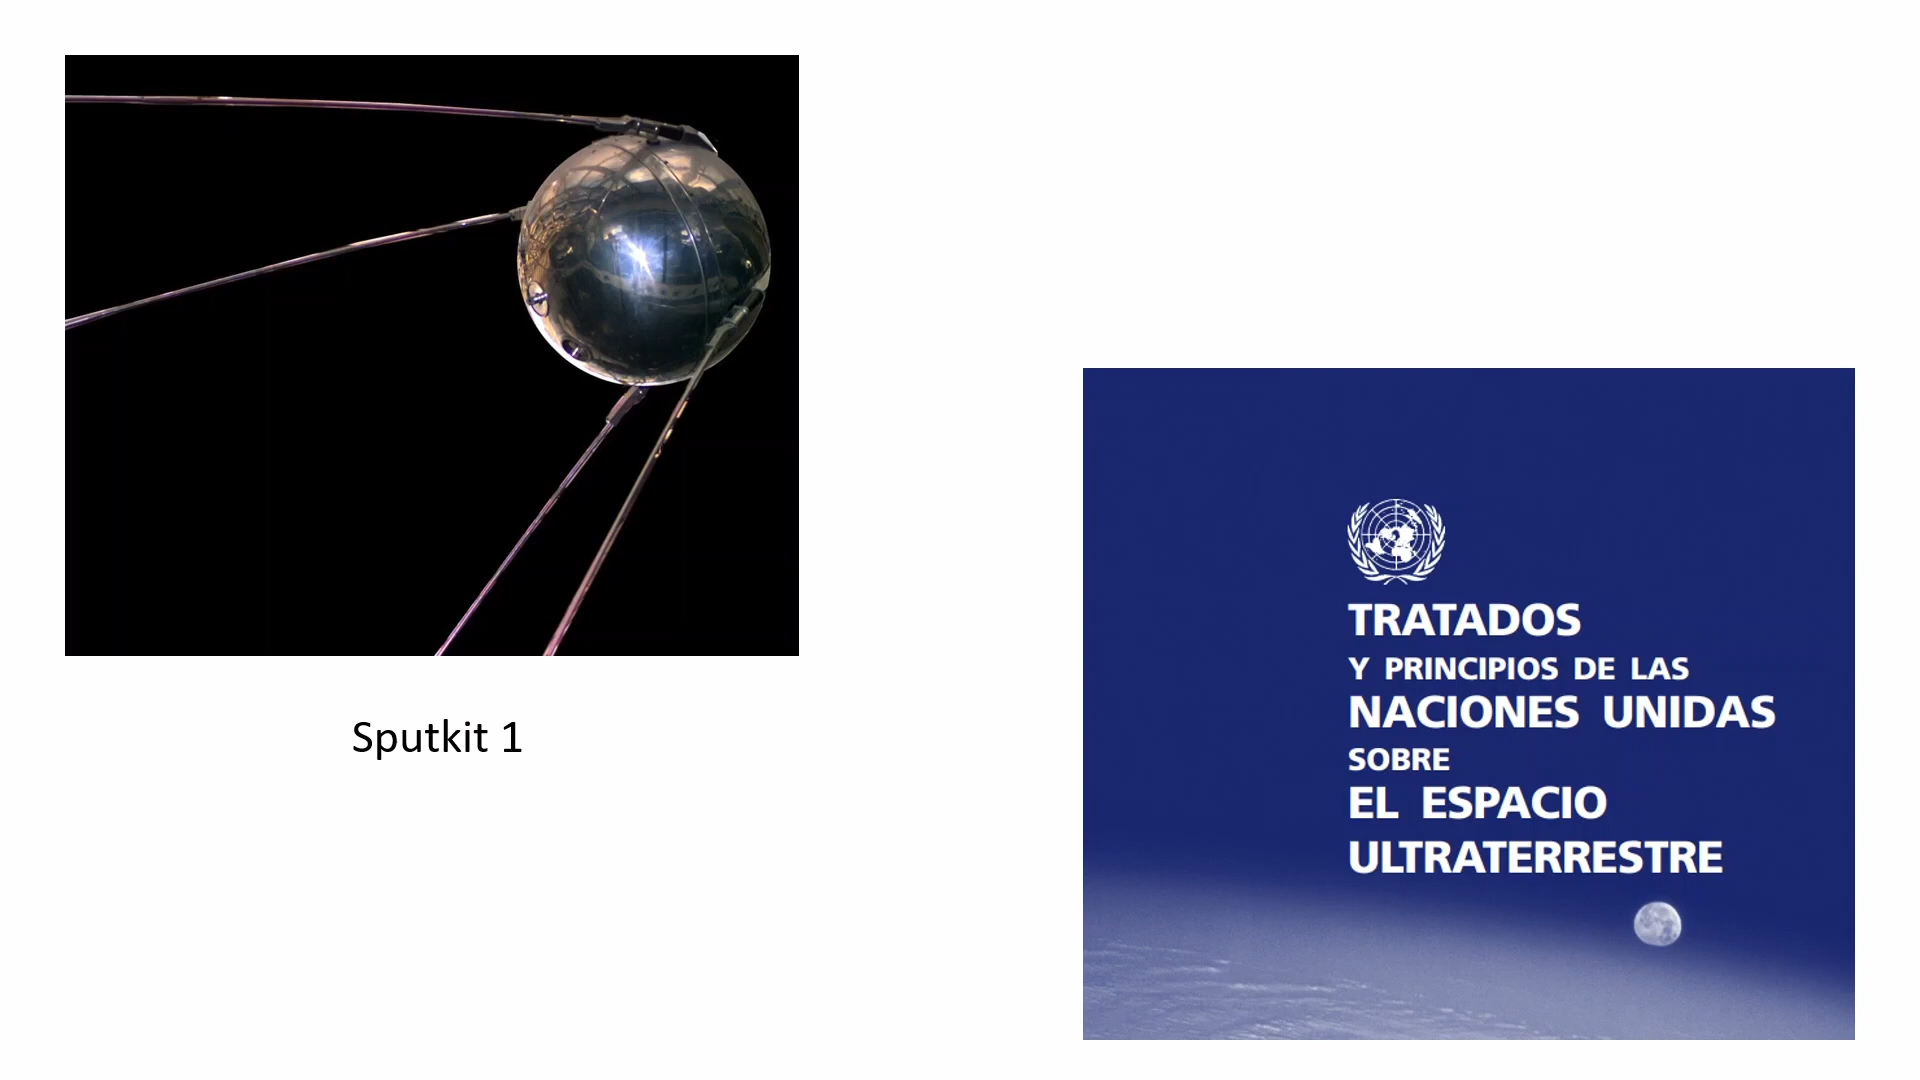 Sputkit 1
TRATADOS
Y PRINCIPIOS DE LAS
NACIONES UNIDAS
SOBRE
EL ESPACIO
ULTRATERRESTRE